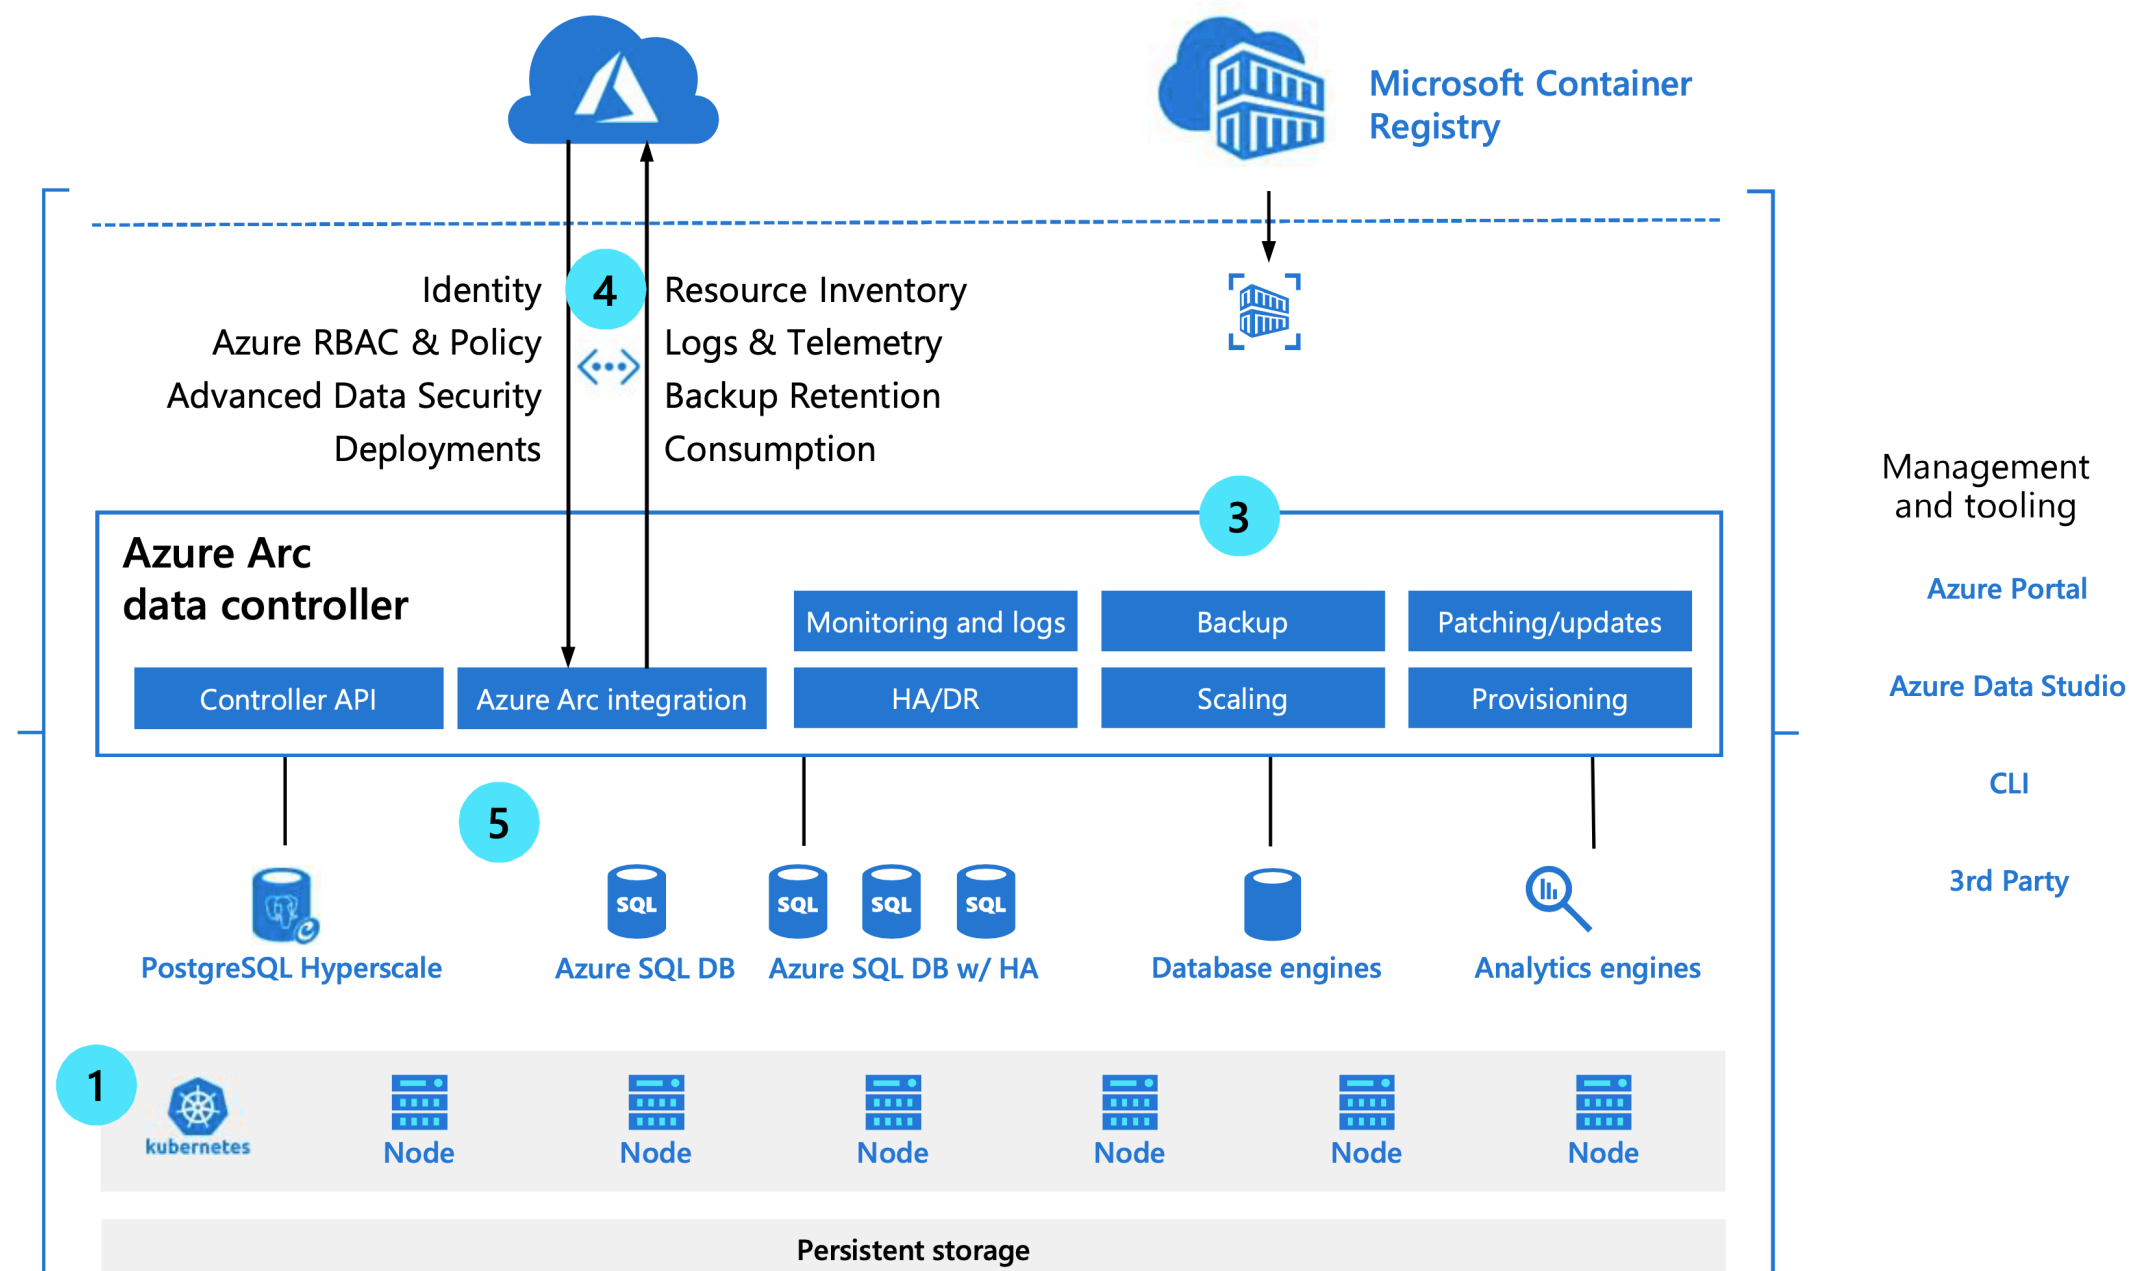 Microsoft Container
Registry
4
Identity
Azure RBAC & Policy
Advanced Data Security
Deployments
Resource Inventory
Logs & Telemetry
Backup Retention
Consumption
3
Azure Arc
data controller
Monitoring and logs
Backup
Patching/updates
Controller API
Azure Arc integration
HA/DR
Scaling
Provisioning
5
SQL
SQL
SQL
SQL
PostgreSQL Hyperscale
Azure SQL DB
Azure SQL DB w/ HA
Database engines
Analytics engines
1
kubernetes
Node
Node
Node
Node
Node
Node
Persistent storage
Management
and tooling
Azure Portal
Azure Data Studio
CLI
3rd Party